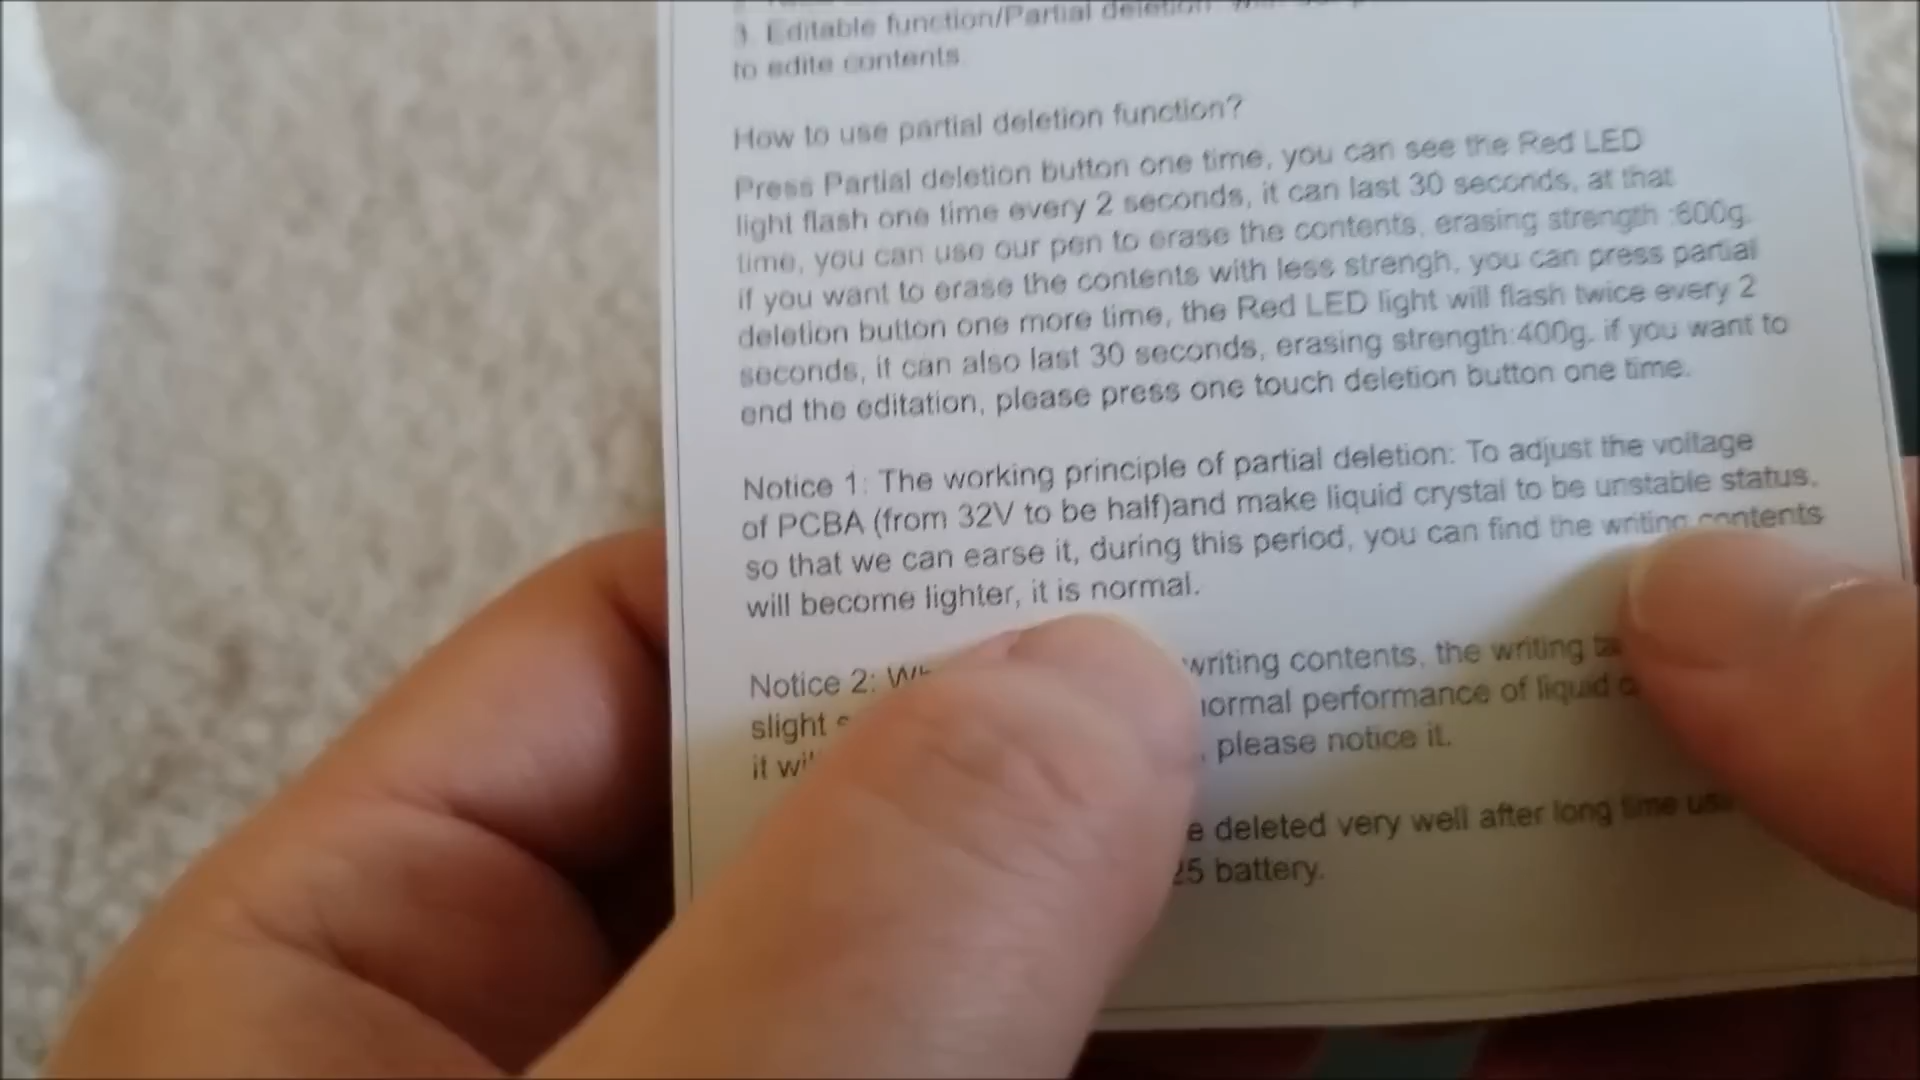 3. Editable function/Partial deletion
to edite contents.
How to use partial deletion function?
Press Partial deletion button one time, you can see the Red LED
light flash one time every 2 seconds, it can last 30 seconds, at that
time, you can use our pen to erase the contents, erasing strength :600g.
if you want to erase the contents with less strengh, you can press partial
deletion button one more time, the Red LED light will flash twice every 2
seconds, it can also last 30 seconds, erasing strength:400g. if you want to
end the editation, please press one touch deletion button one time.
Notice 1: The working principle of partial deletion: To adjust the voltage
of PCBA (from 32V to be half)and make liquid crystal to be unstable status,
so that we can earse it, during this period, you can find the writing contents
will become lighter, it is normal.
Notice 2: writing contents, the writing
slight normal performance of liquid
it , please notice it.
deleted very well after long time
25 battery.